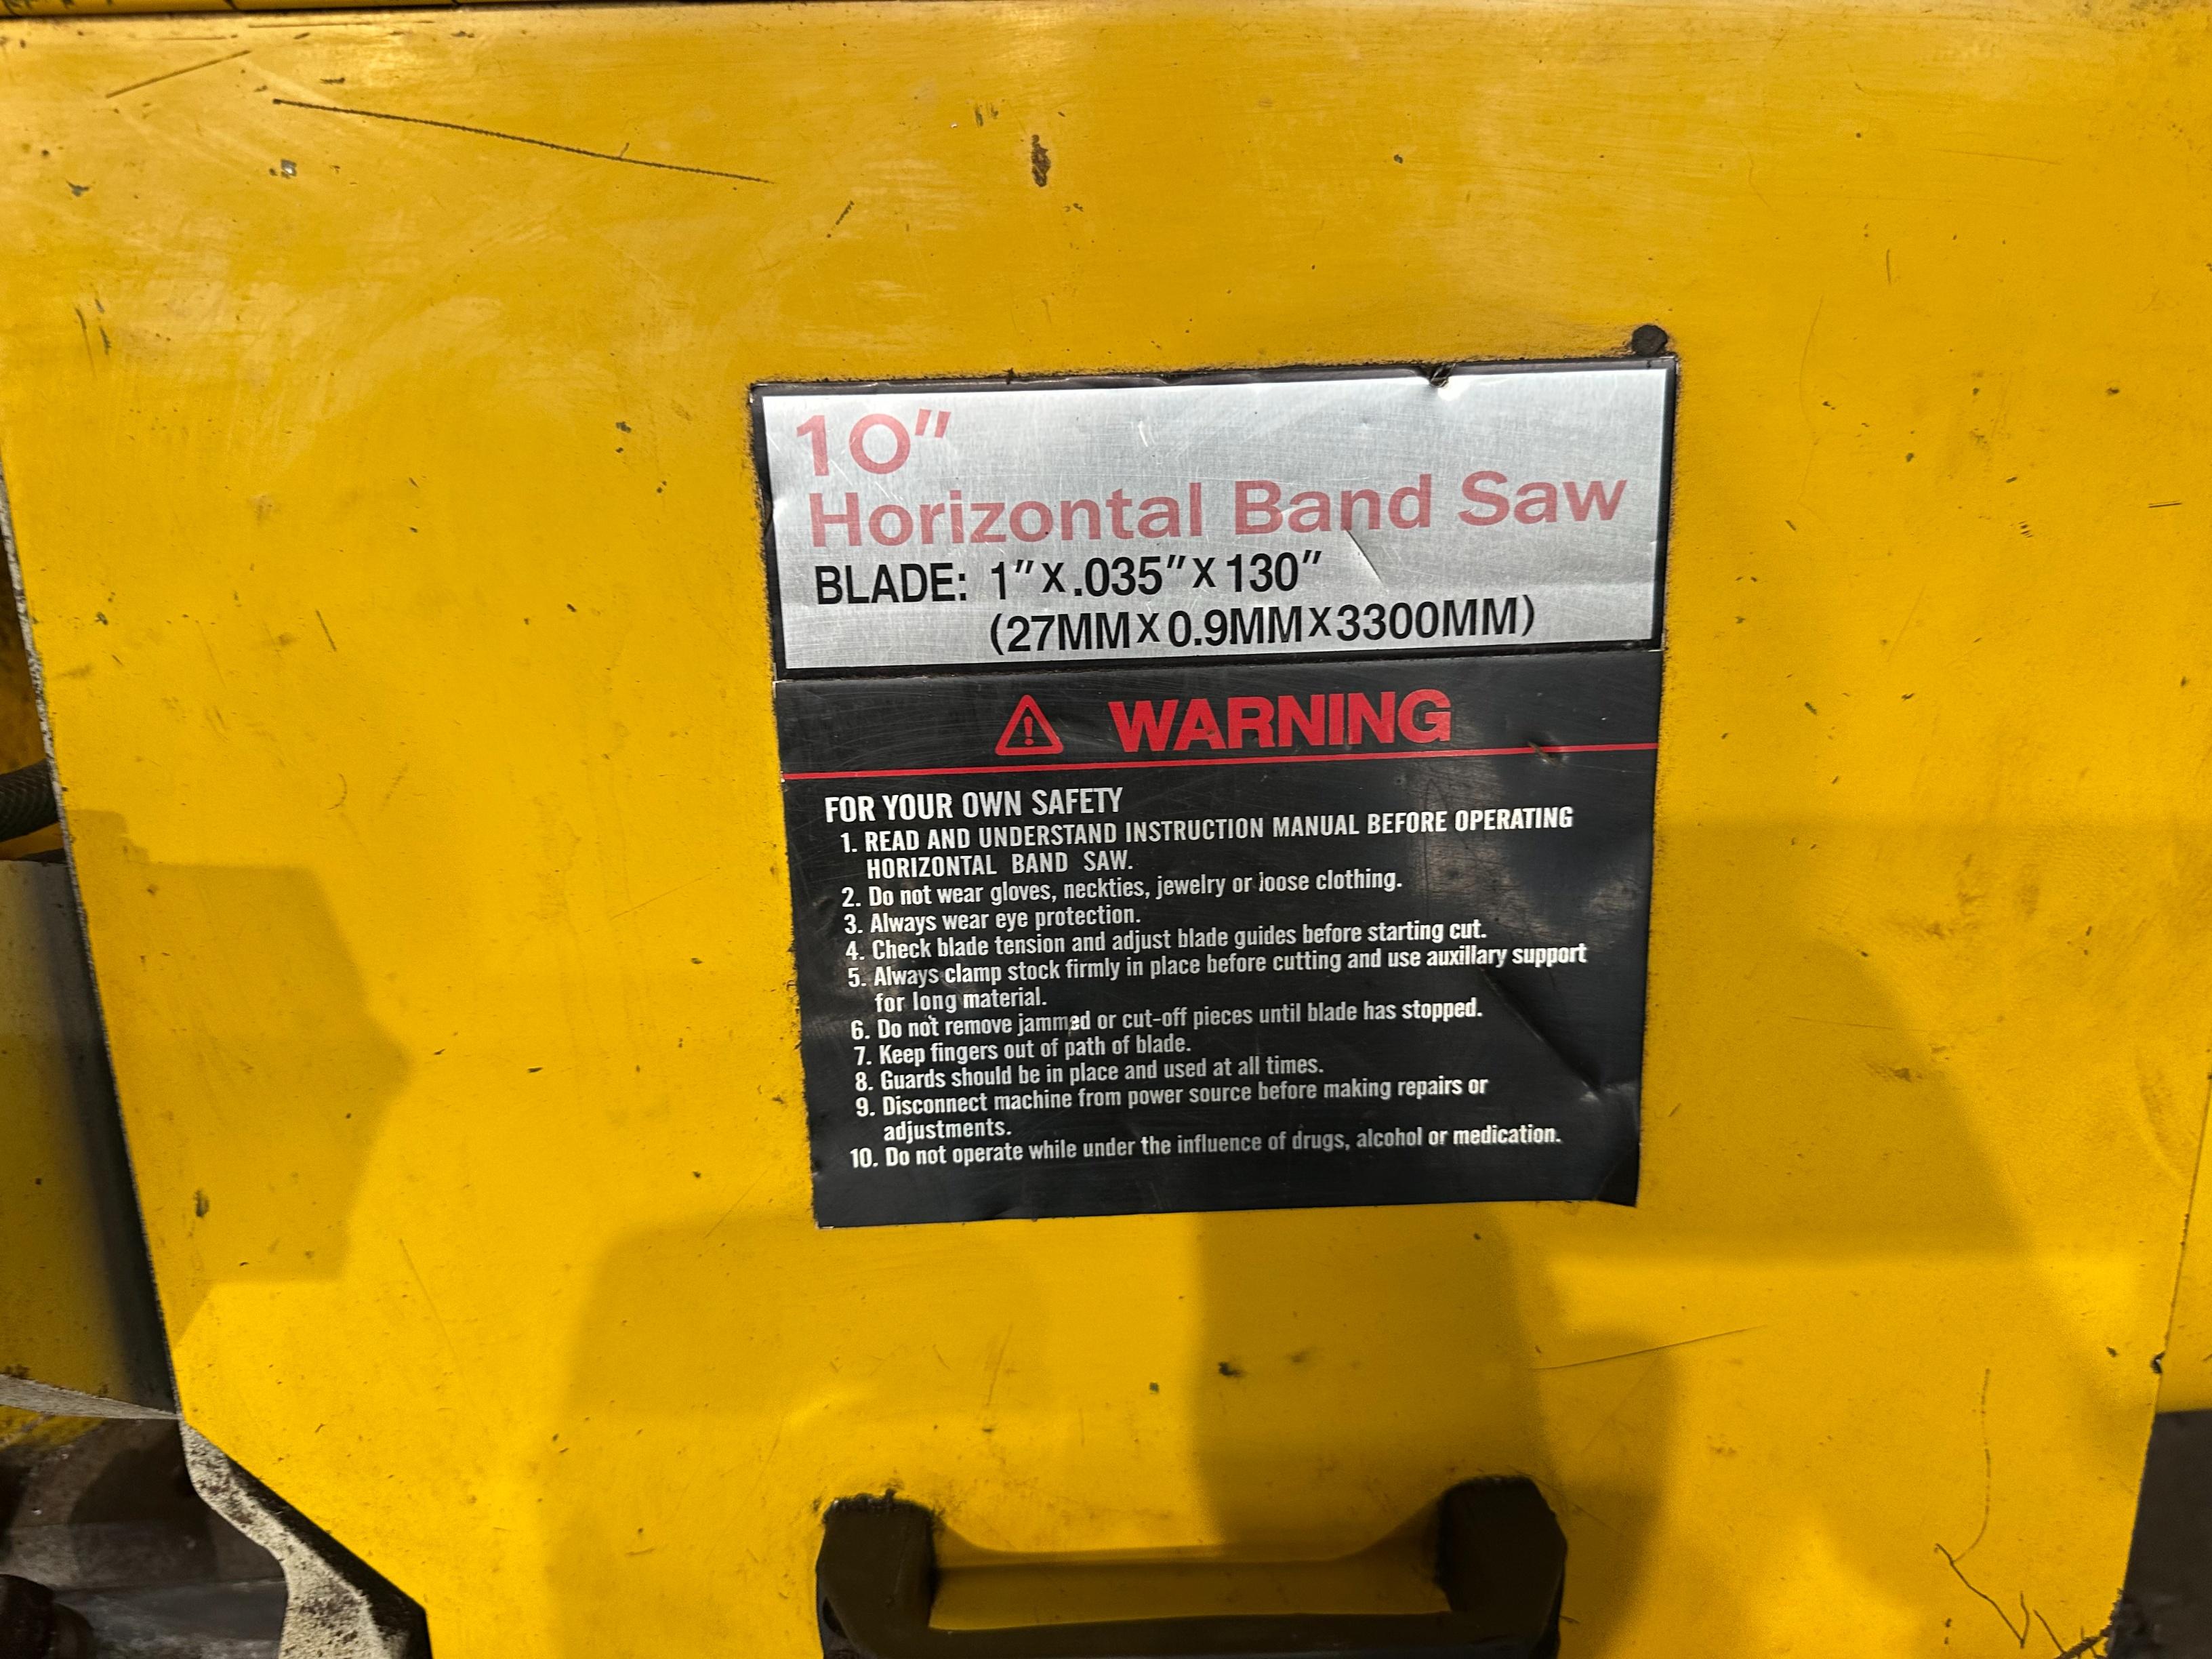 10"
Horizontal Band Saw
BLADE: 1" X .035" X 130"
(27MM X 0.9MM X 3300MM)
WARNING
FOR YOUR OWN SAFETY
1. READ AND UNDERSTAND INSTRUCTION MANUAL BEFORE OPERATING
HORIZONTAL BAND SAW.
2. Do not wear gloves, neckties, jewelry or loose clothing.
3. Always wear eye protection.
4. Check blade tension and adjust blade guides before starting cut.
5. Always clamp stock firmly in place before cutting and use auxillary support
for long material.
6. Do not remove jammed or cut-off pieces until blade has stopped.
7. Keep fingers out of path of blade.
8. Guards should be in place and used at all times.
9. Disconnect machine from power source before making repairs or
adjustments.
10. Do not operate while under the influence of drugs, alcohol or medication.